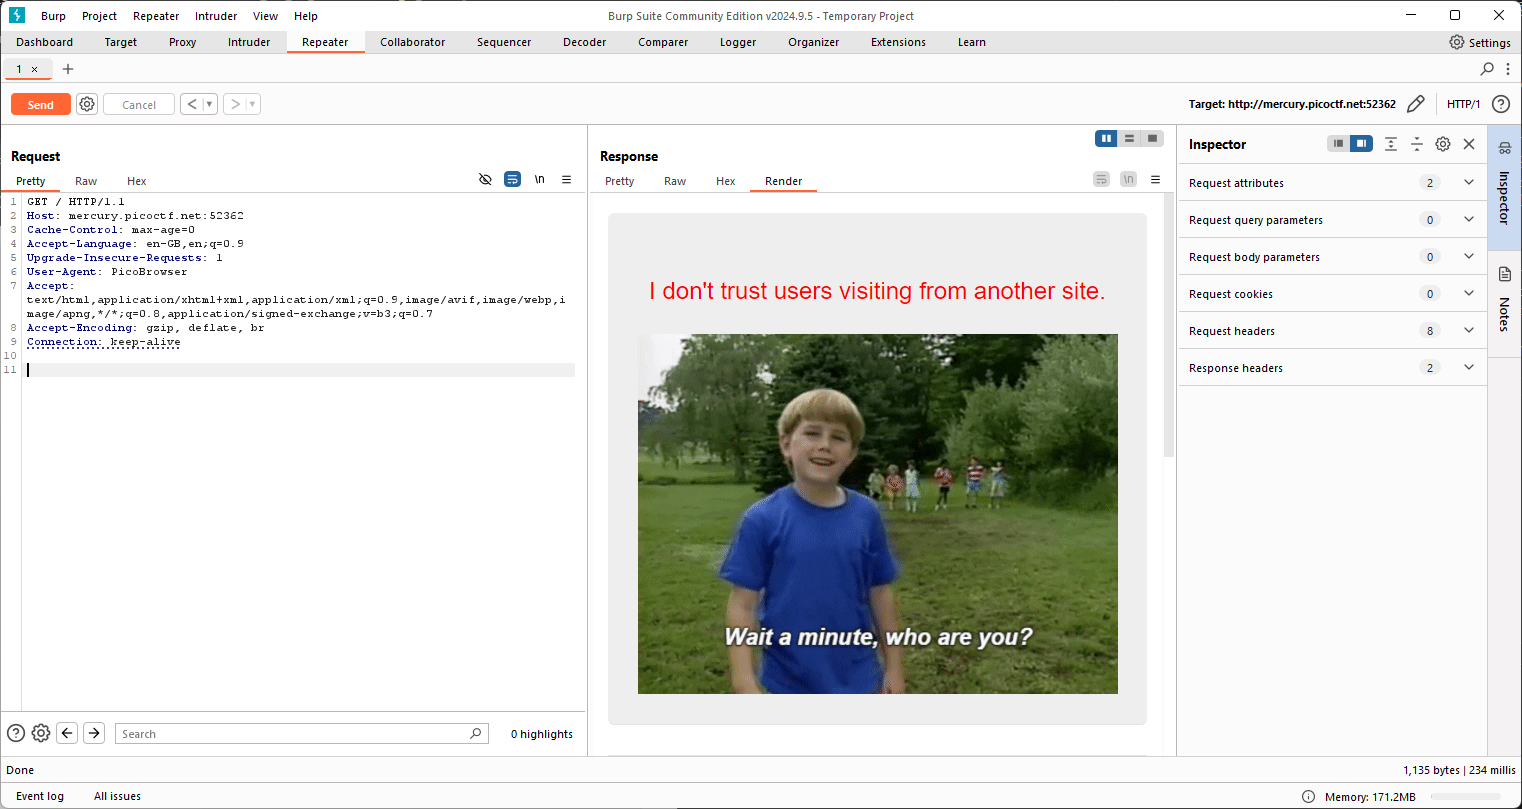 Burp Project Repeater Intruder View Help Burp Suite Community Edition v2024.9.5 - Temporary Project
Dashboard Target Proxy Intruder Repeater Collaborator Sequencer Decoder Comparer Logger Organizer Extensions Learn Settings
1 × +
Send Cancel < > Target: http://mercury.picoctf.net:52362 HTTP/1 ?
Request
Pretty Raw Hex \n
1 GET / HTTP/1.1
2 Host: mercury.picoctf.net:52362
3 Cache-Control: max-age=0
4 Accept-Language: en-GB,en;q=0.9
5 Upgrade-Insecure-Requests: 1
6 User-Agent: PicoBrowser
7 Accept:
text/html,application/xhtml+xml,application/xml;q=0.9,image/avif,image/webp,i
mage/apng,*/*;q=0.8,application/signed-exchange;v=b3;q=0.7
8 Accept-Encoding: gzip, deflate, br
9 Connection: keep-alive
10
11
Search 0 highlights
Response
Pretty Raw Hex Render \n
I don't trust users visiting from another site.
Wait a minute, who are you?
Inspector
Request attributes 2
Request query parameters 0
Request body parameters 0
Request cookies 0
Request headers 8
Response headers 2
Inspector
Notes
Done 1,135 bytes | 234 millis
Event log All issues Memory: 171.2MB